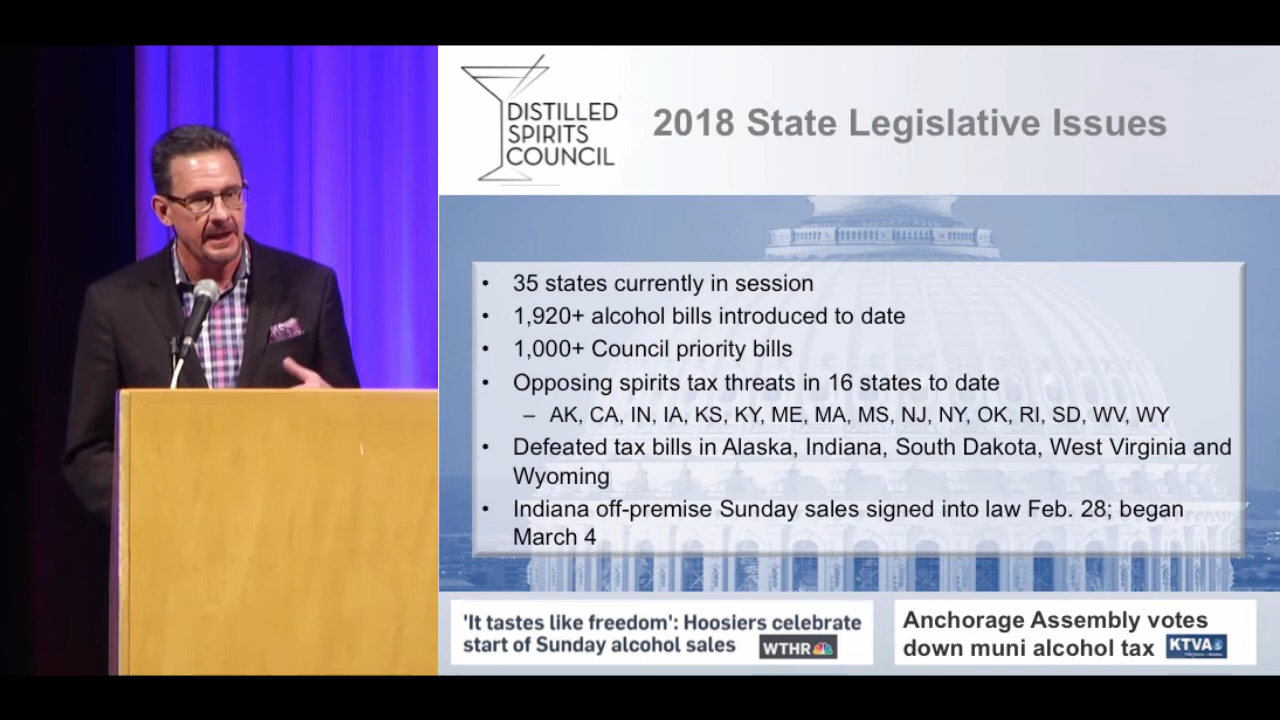 DISTILLED
SPIRITS
COUNCIL
2018 State Legislative Issues
• 35 states currently in session
• 1,920+ alcohol bills introduced to date
• 1,000+ Council priority bills
• Opposing spirits tax threats in 16 states to date
– AK, CA, IN, IA, KS, KY, ME, MA, MS, NJ, NY, OK, RI, SD, WV, WY
• Defeated tax bills in Alaska, Indiana, South Dakota, West Virginia and
Wyoming
• Indiana off-premise Sunday sales signed into law Feb. 28; began
March 4
'It tastes like freedom': Hoosiers celebrate
start of Sunday alcohol sales WTHR
Anchorage Assembly votes
down muni alcohol tax KTVA